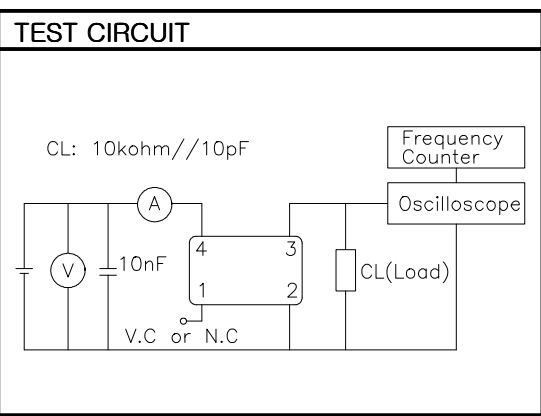 TEST CIRCUIT
CL: 10kohm//10pF
Frequency
Counter
A
Oscilloscope
4
3
V
10nF
CL(Load)
1
2
V.C or N.C